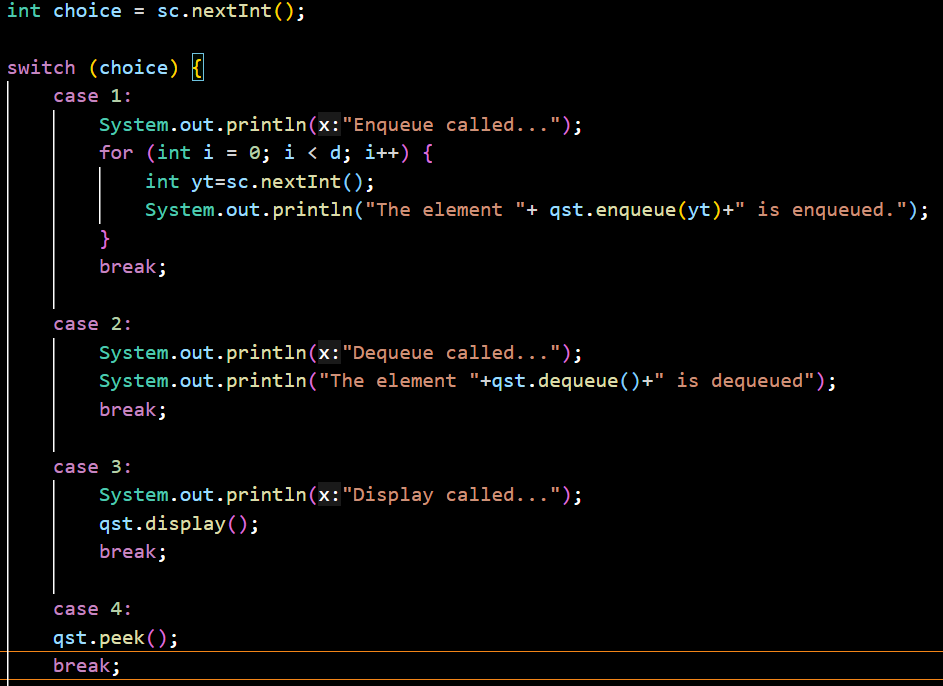 int choice = sc.nextInt();
switch (choice) {
case 1:
System.out.println(x:"Enqueue called...");
for (int i = 0; i < d; i++) {
int yt=sc.nextInt();
System.out.println("The element "+ qst.enqueue(yt)+" is enqueued.");
}
break;
case 2:
System.out.println(x:"Dequeue called...");
System.out.println("The element "+qst.dequeue()+" is dequeued");
break;
case 3:
System.out.println(x:"Display called...");
qst.display();
break;
case 4:
qst.peek();
break;